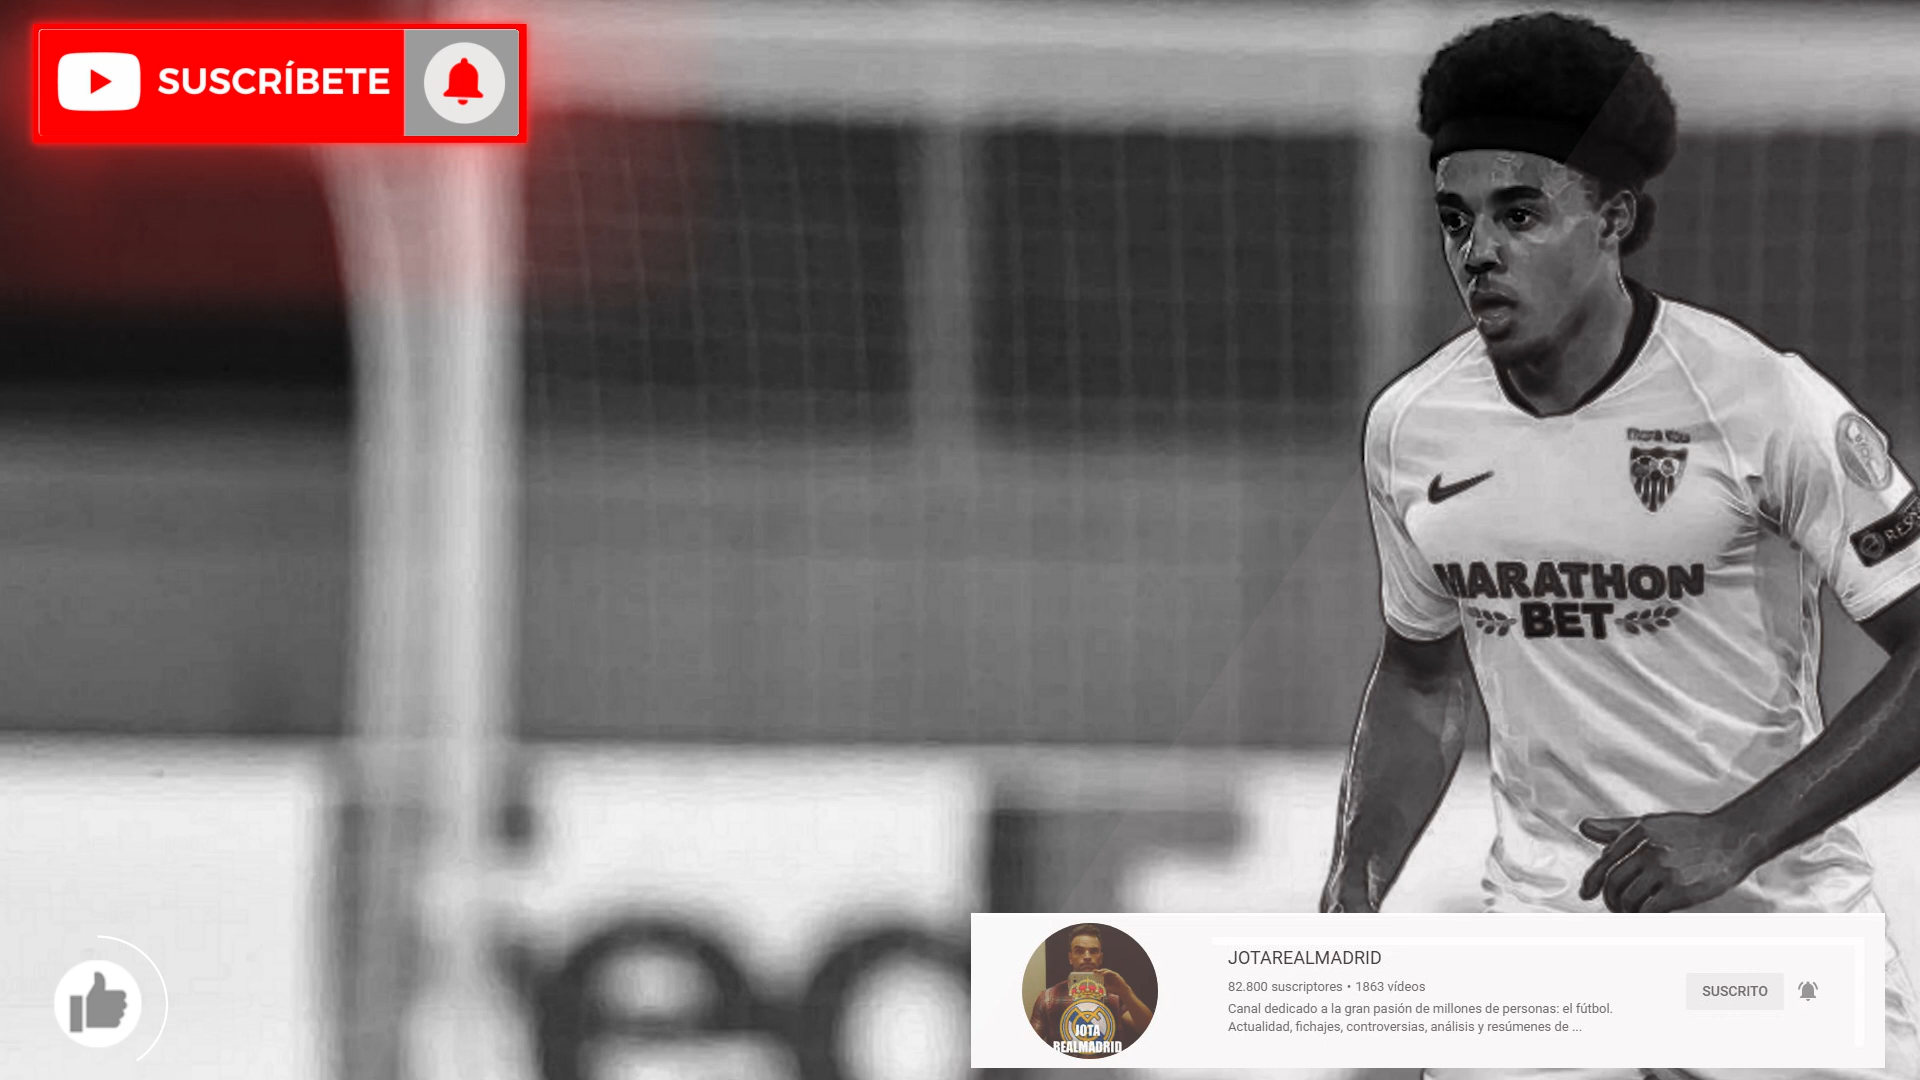 SUSCRÍBETE
MARATHON
BET
JOTAREALMADRID
82.800 suscriptores • 1863 vídeos
Canal dedicado a la gran pasión de millones de personas: el fútbol.
Actualidad, fichajes, controversias, análisis y resúmenes de ...
SUSCRITO
JOTA
REALMADRID